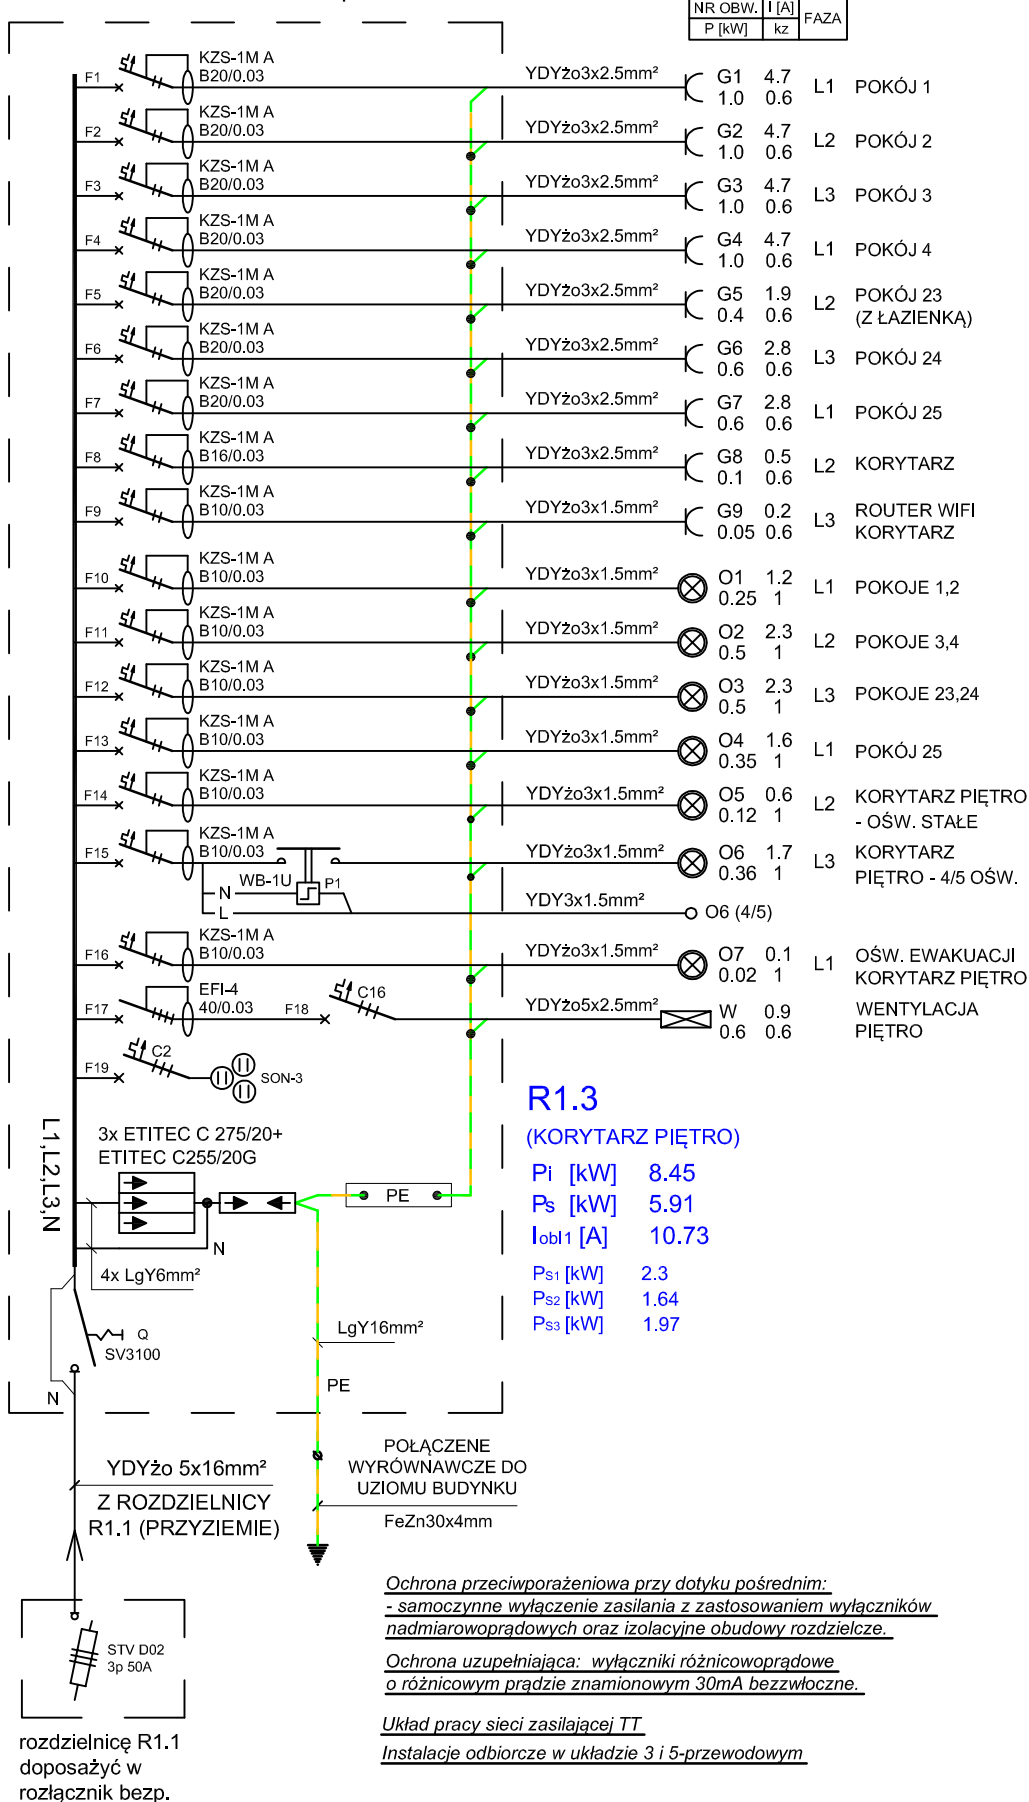 NR OBW. I [A] FAZA
P [kW] kz
F1 KZS-1M A
B20/0.03 YDYżo3x2.5mm² G1 4.7 L1 POKÓJ 1
1.0 0.6
F2 KZS-1M A
B20/0.03 YDYżo3x2.5mm² G2 4.7 L2 POKÓJ 2
1.0 0.6
F3 KZS-1M A
B20/0.03 YDYżo3x2.5mm² G3 4.7 L3 POKÓJ 3
1.0 0.6
F4 KZS-1M A
B20/0.03 YDYżo3x2.5mm² G4 4.7 L1 POKÓJ 4
1.0 0.6
F5 KZS-1M A
B20/0.03 YDYżo3x2.5mm² G5 1.9 L2 POKÓJ 23
0.4 0.6 (Z ŁAZIENKĄ)
F6 KZS-1M A
B20/0.03 YDYżo3x2.5mm² G6 2.8 L3 POKÓJ 24
0.6 0.6
F7 KZS-1M A
B20/0.03 YDYżo3x2.5mm² G7 2.8 L1 POKÓJ 25
0.6 0.6
F8 KZS-1M A
B16/0.03 YDYżo3x2.5mm² G8 0.5 L2 KORYTARZ
0.1 0.6
F9 KZS-1M A
B10/0.03 YDYżo3x1.5mm² G9 0.2 L3 ROUTER WIFI
0.05 0.6 KORYTARZ
F10 KZS-1M A
B10/0.03 YDYżo3x1.5mm² O1 1.2 L1 POKOJE 1,2
0.25 1
F11 KZS-1M A
B10/0.03 YDYżo3x1.5mm² O2 2.3 L2 POKOJE 3,4
0.5 1
F12 KZS-1M A
B10/0.03 YDYżo3x1.5mm² O3 2.3 L3 POKOJE 23,24
0.5 1
F13 KZS-1M A
B10/0.03 YDYżo3x1.5mm² O4 1.6 L1 POKÓJ 25
0.35 1
F14 KZS-1M A
B10/0.03 YDYżo3x1.5mm² O5 0.6 L2 KORYTARZ PIĘTRO
0.12 1 - OŚW. STAŁE
F15 KZS-1M A
B10/0.03 YDYżo3x1.5mm² O6 1.7 L3 KORYTARZ
0.36 1 PIĘTRO - 4/5 OŚW.
WB-1U P1
N
L YDY3x1.5mm² O6 (4/5)
F16 KZS-1M A
B10/0.03 YDYżo3x1.5mm² O7 0.1 L1 OŚW. EWAKUACJI
0.02 1 KORYTARZ PIĘTRO
F17 EFI-4
40/0.03 F18 C16 YDYżo5x2.5mm² W 0.9 WENTYLACJA
0.6 0.6 PIĘTRO
F19 C2 SON-3
L1,L2,L3,N
3x ETITEC C 275/20+
ETITEC C255/20G
PE
N
4x LgY6mm²
Q
SV3100
N
LgY16mm²
PE
R1.3
(KORYTARZ PIĘTRO)
Pi [kW] 8.45
Ps [kW] 5.91
Iobl1 [A] 10.73
PS1 [kW] 2.3
PS2 [kW] 1.64
PS3 [kW] 1.97
YDYżo 5x16mm²
Z ROZDZIELNICY
R1.1 (PRZYZIEMIE)
POŁĄCZENE
WYRÓWNAWCZE DO
UZIOMU BUDYNKU
FeZn30x4mm
STV D02
3p 50A
rozdzielnicę R1.1
doposażyć w
rozłącznik bezp.
Ochrona przeciwporażeniowa przy dotyku pośrednim:
- samoczynne wyłączenie zasilania z zastosowaniem wyłączników
nadmiarowoprądowych oraz izolacyjne obudowy rozdzielcze.
Ochrona uzupełniająca: wyłączniki różnicowoprądowe
o różnicowym prądzie znamionowym 30mA bezzwłoczne.
Układ pracy sieci zasilającej TT
Instalacje odbiorcze w układzie 3 i 5-przewodowym